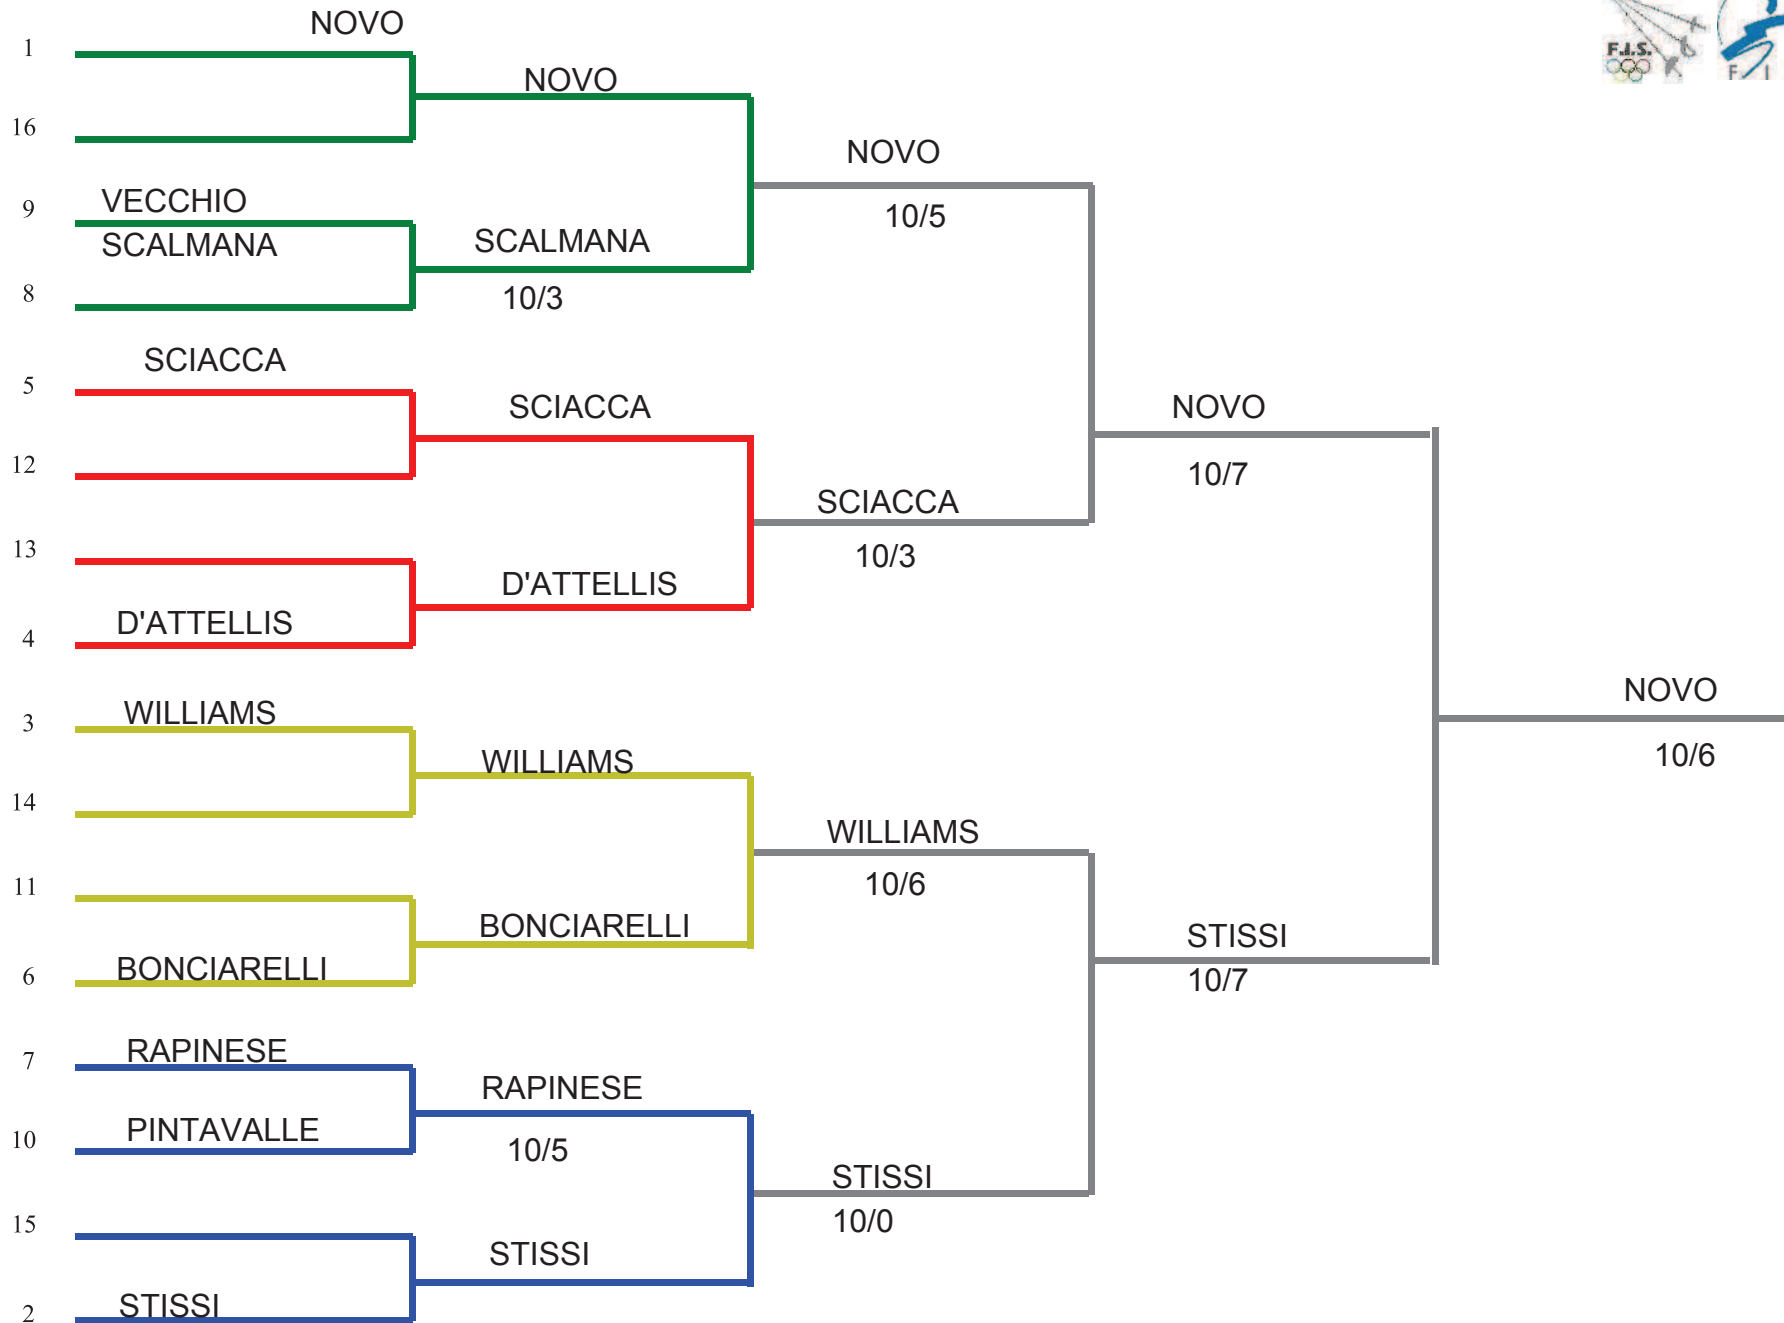 NOVO
1
NOVO
16
NOVO
10/5
9 VECCHIO
SCALMANA
SCALMANA
8
10/3
SCIACCA
5
SCIACCA
NOVO
12
10/7
SCIACCA
10/3
13
D'ATTELLIS
D'ATTELLIS
4
NOVO
10/6
3 WILLIAMS
WILLIAMS
14
WILLIAMS
10/6
11
BONCIARELLI
STISSI
10/7
6 BONCIARELLI
7 RAPINESE
RAPINESE
10 PINTAVALLE
10/5
STISSI
10/0
15
STISSI
2 STISSI
F.I.S.
F I